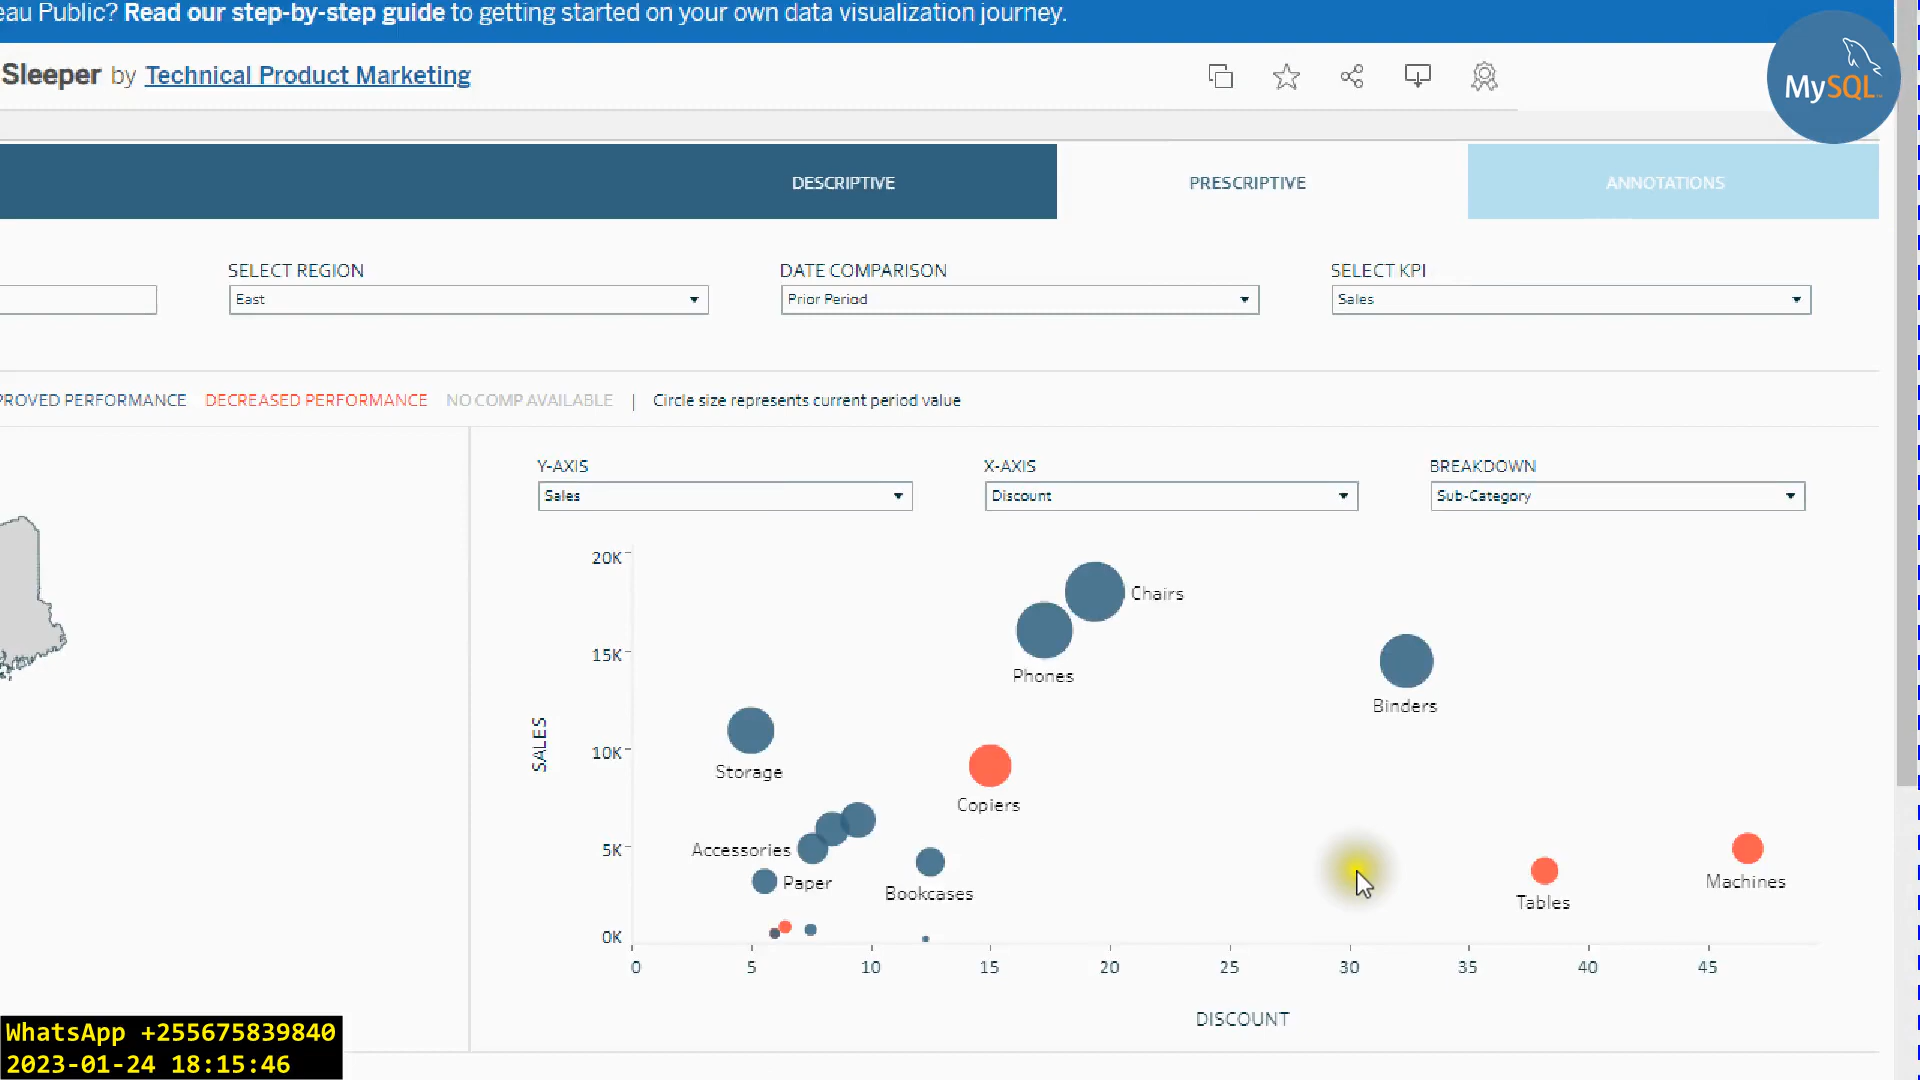 eau Public? Read our step-by-step guide to getting started on your own data visualization journey.
Sleeper by Technical Product Marketing
MySQL
DESCRIPTIVE
PRESCRIPTIVE
ANNOTATIONS
SELECT REGION
East
DATE COMPARISON
Prior Period
SELECT KPI
Sales
PROVED PERFORMANCE DECREASED PERFORMANCE NO COMP AVAILABLE | Circle size represents current period value
Y-AXIS
Sales
X-AXIS
Discount
BREAKDOWN
Sub-Category
20K
15K
10K
5K
0K
SALES
Chairs
Phones
Binders
Storage
Copiers
Accessories
Paper
Bookcases
Tables
Machines
0 5 10 15 20 25 30 35 40 45
DISCOUNT
WhatsApp +255675839840
2023-01-24 18:15:46